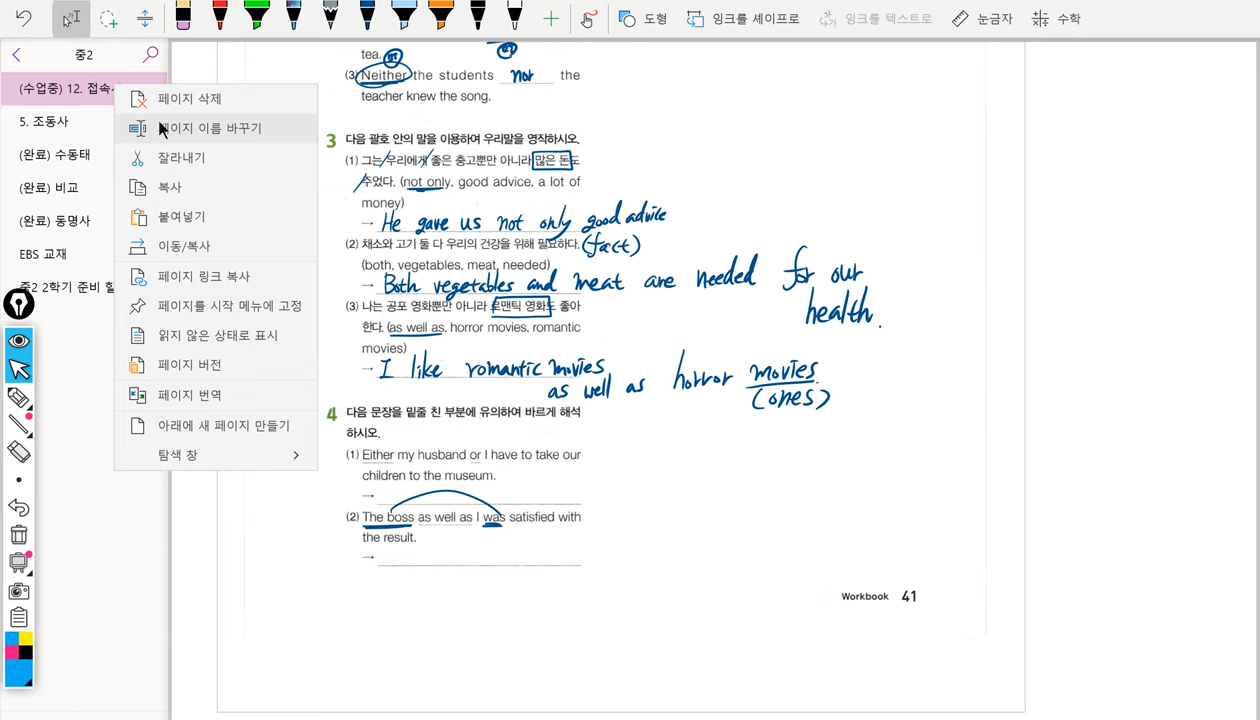 도형
잉크를 셰이프로
잉크를 텍스트로
눈금자
수학
중2
(수업중) 12. 접속
5. 조동사
(완료) 수동태
(완료) 비교
(완료) 동명사
EBS 교재
중2 2학기 준비 할
페이지 삭제
페이지 이름 바꾸기
잘라내기
복사
붙여넣기
이동/복사
페이지 링크 복사
페이지를 시작 메뉴에 고정
읽지 않은 상태로 표시
페이지 버전
페이지 번역
아래에 새 페이지 만들기
탐색 창
tea.
(3) Neither the students nor the
teacher knew the song.
3 다음 괄호 안의 말을 이용하여 우리말을 영작하시오.
(1) 그는 우리에게 좋은 충고뿐만 아니라 많은 돈도
주었다. (not only, good advice, a lot of
money)
→ He gave us not only good advice
(2) 채소와 고기 둘 다 우리의 건강을 위해 필요하다. (fact)
(both, vegetables, meat, needed)
→ Both vegetables and meat are needed for our
health.
(3) 나는 공포 영화뿐만 아니라 로맨틱 영화도 좋아
한다. (as well as, horror movies, romantic
movies)
→ I like romantic movies
as well as horror movies
(ones)
4 다음 문장을 밑줄 친 부분에 유의하여 바르게 해석
하시오.
(1) Either my husband or I have to take our
children to the museum.
→
(2) The boss as well as I was satisfied with
the result.
→
Workbook 41